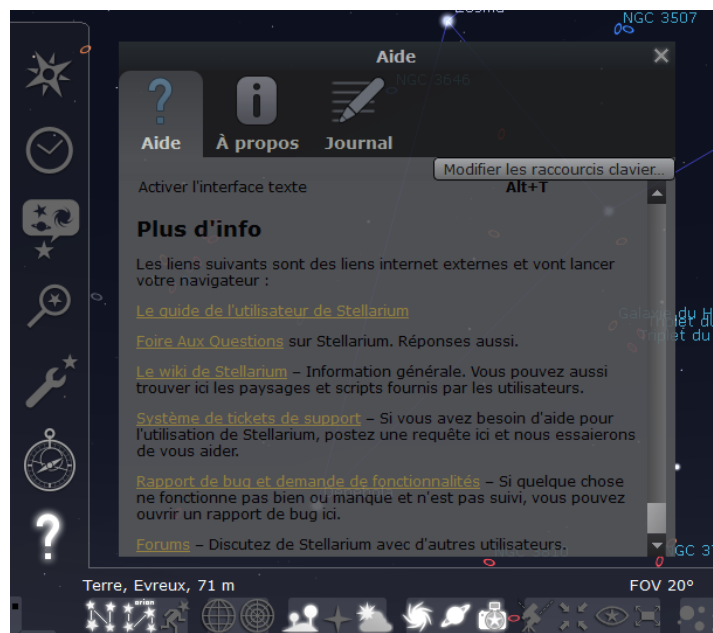 NGC 3507
Aide
NGC 3646
Aide
À propos
Journal
Modifier les raccourcis clavier...
Activer l'interface texte
Alt+T
Plus d'info
Les liens suivants sont des liens internet externes et vont lancer
votre navigateur :
Le guide de l'utilisateur de Stellarium
Foire Aux Questions sur Stellarium. Réponses aussi.
Le wiki de Stellarium – Information générale. Vous pouvez aussi
trouver ici les paysages et scripts fournis par les utilisateurs.
Système de tickets de support – Si vous avez besoin d'aide pour
l'utilisation de Stellarium, postez une requête ici et nous essaierons
de vous aider.
Rapport de bug et demande de fonctionnalités – Si quelque chose
ne fonctionne pas bien ou manque et n'est pas suivi, vous pouvez
ouvrir un rapport de bug ici.
Forums – Discutez de Stellarium avec d'autres utilisateurs.
Terre, Evreux, 71 m
FOV 20°